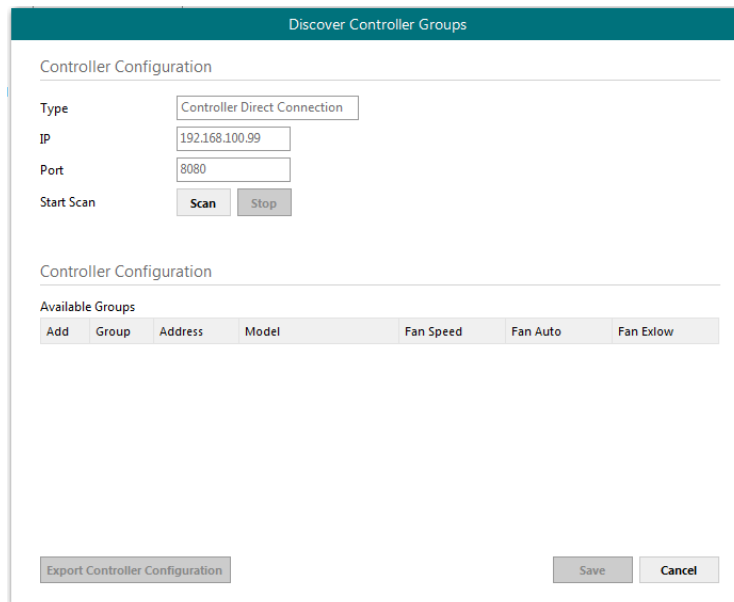 Discover Controller Groups
Controller Configuration
Type Controller Direct Connection
IP 192.168.100.99
Port 8080
Start Scan Scan Stop
Controller Configuration
Available Groups
Add Group Address Model Fan Speed Fan Auto Fan Exlow
Export Controller Configuration Save Cancel